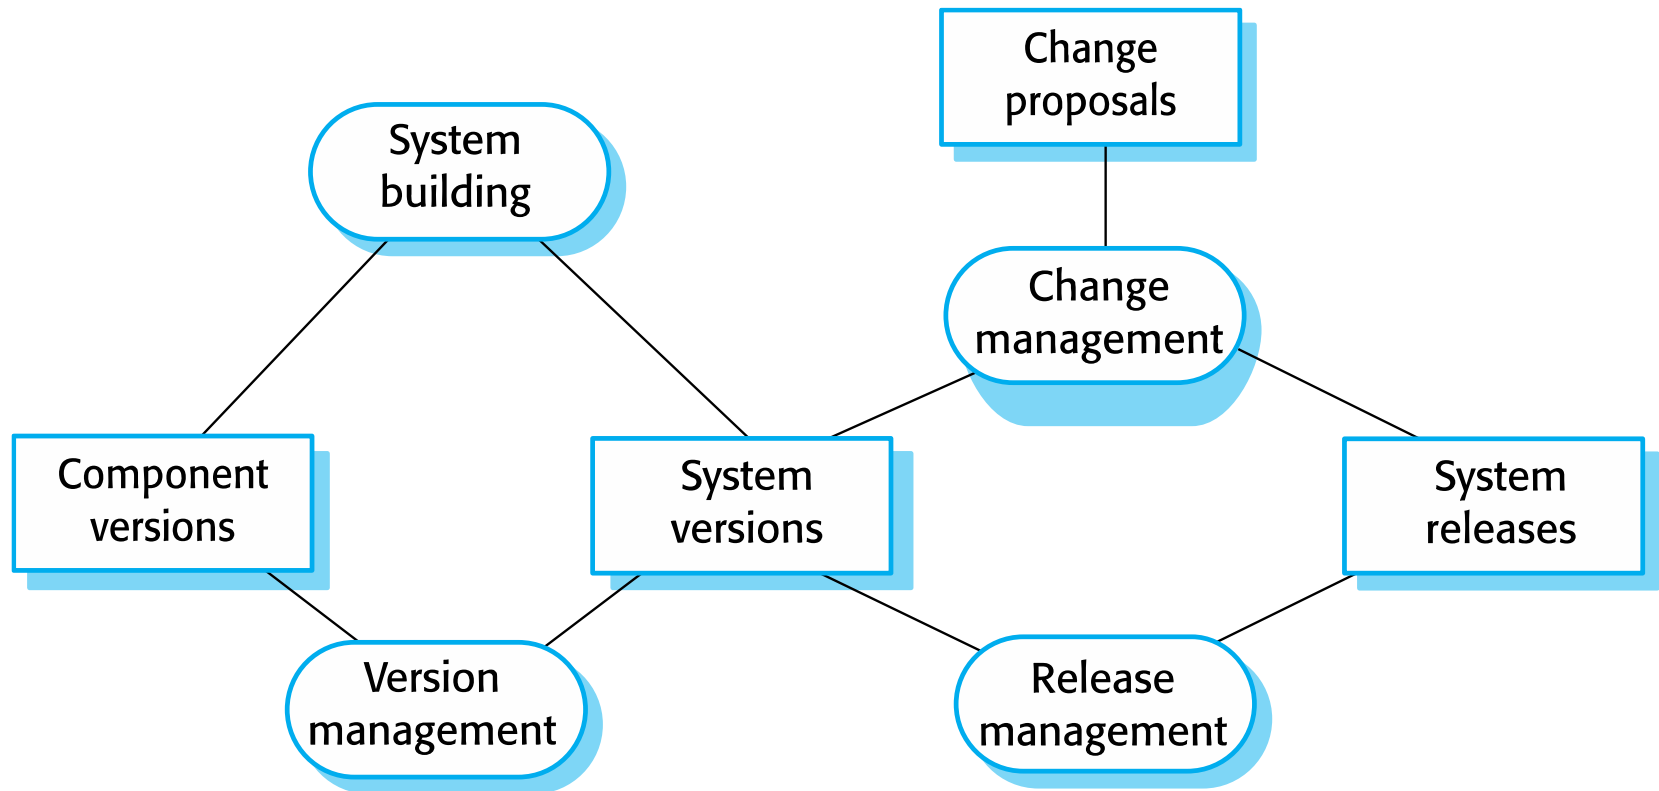 Change
proposals
System
building
Change
management
Component
versions
System
versions
System
releases
Version
management
Release
management